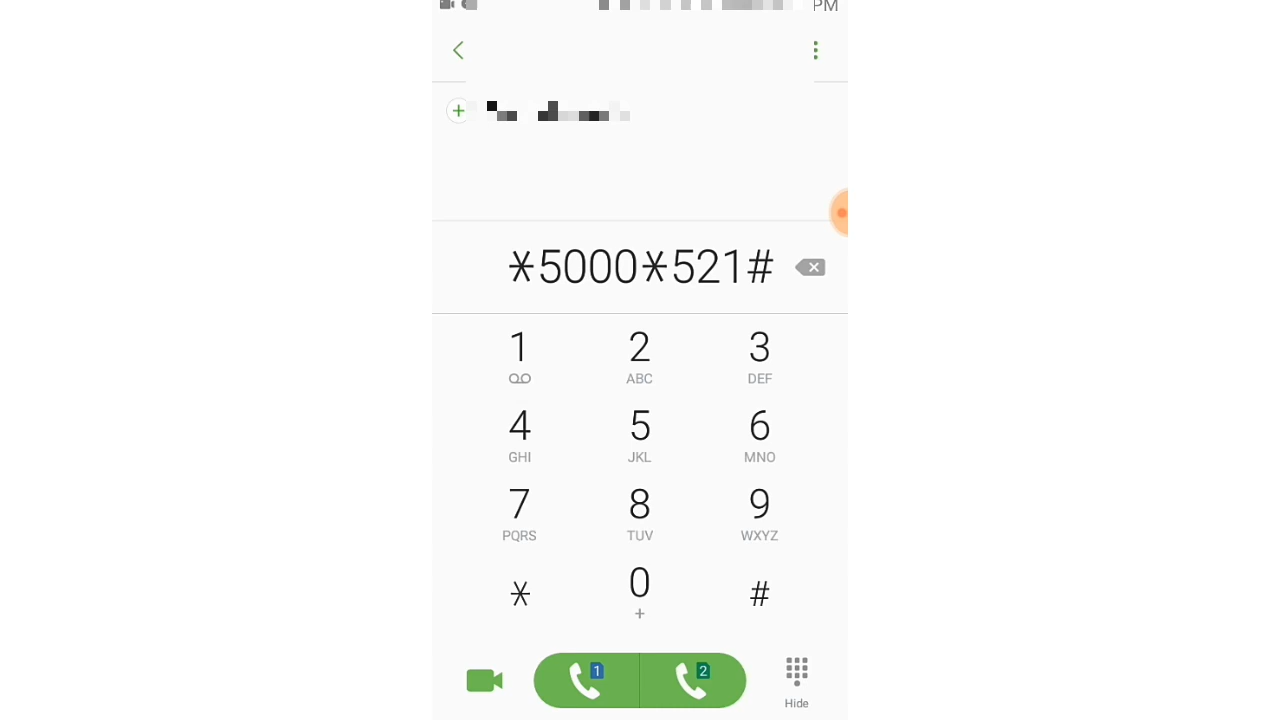 PM
*5000*521#
1
2 ABC
3 DEF
4 GHI
5 JKL
6 MNO
7 PQRS
8 TUV
9 WXYZ
*
0 +
#
1
2
Hide